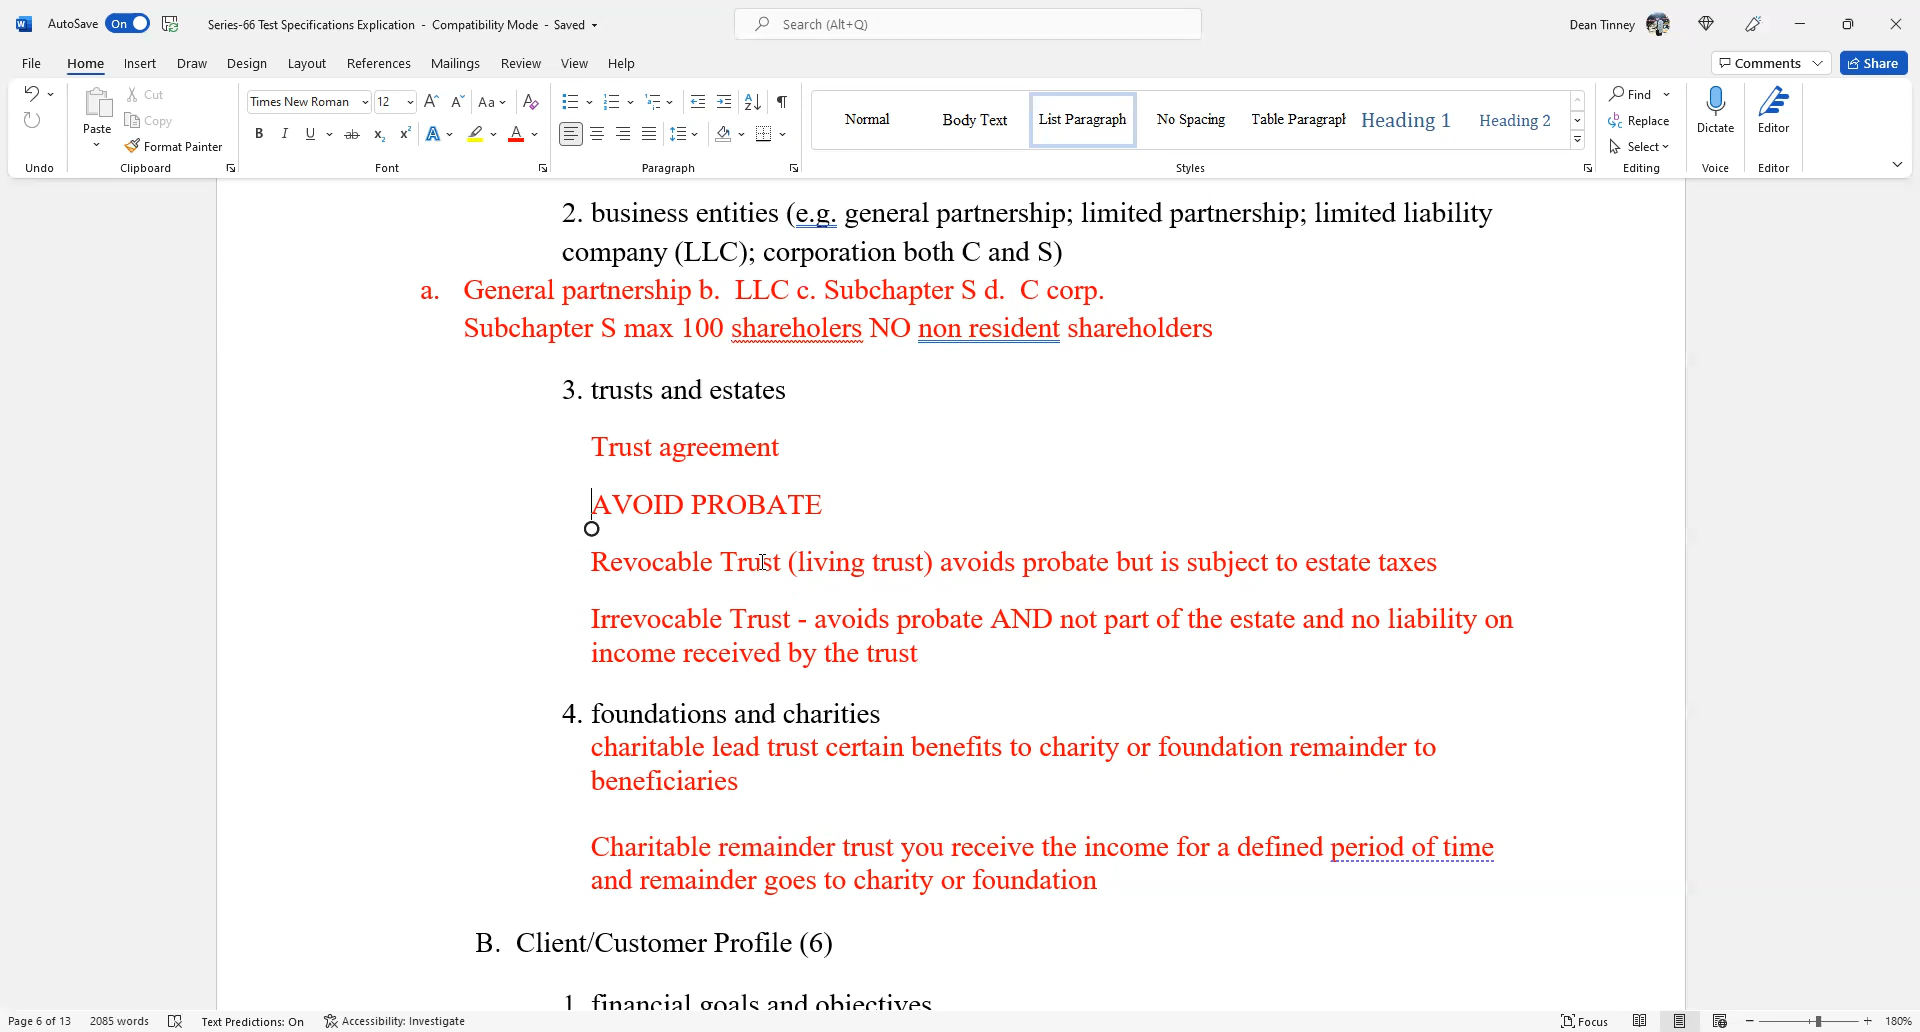 AutoSave On Series-66 Test Specifications Explication - Compatibility Mode - Saved Search (Alt+Q) Dean Tinney
File Home Insert Draw Design Layout References Mailings Review View Help Comments Share
Paste Cut Copy Format Painter
Times New Roman 12 Aa
B I U ab x₂ x² A A
Normal Body Text List Paragraph No Spacing Table Paragraph Heading 1 Heading 2
Find Replace Select Dictate Editor
Undo Clipboard Font Paragraph Styles Editing Voice Editor
2. business entities (e.g. general partnership; limited partnership; limited liability
company (LLC); corporation both C and S)
a. General partnership b. LLC c. Subchapter S d. C corp.
Subchapter S max 100 shareholers NO non resident shareholders
3. trusts and estates
Trust agreement
AVOID PROBATE
Revocable Trust (living trust) avoids probate but is subject to estate taxes
Irrevocable Trust - avoids probate AND not part of the estate and no liability on
income received by the trust
4. foundations and charities
charitable lead trust certain benefits to charity or foundation remainder to
beneficiaries
Charitable remainder trust you receive the income for a defined period of time
and remainder goes to charity or foundation
B. Client/Customer Profile (6)
1. financial goals and objectives
Page 6 of 13 2085 words Text Predictions: On Accessibility: Investigate Focus 180%